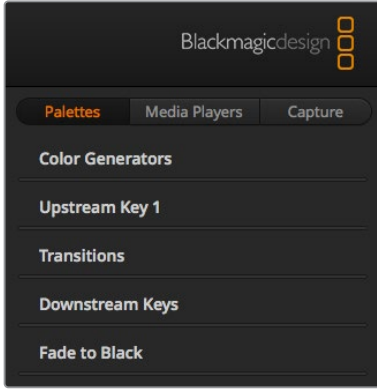 Blackmagicdesign
Palettes Media Players Capture
Color Generators
Upstream Key 1
Transitions
Downstream Keys
Fade to Black